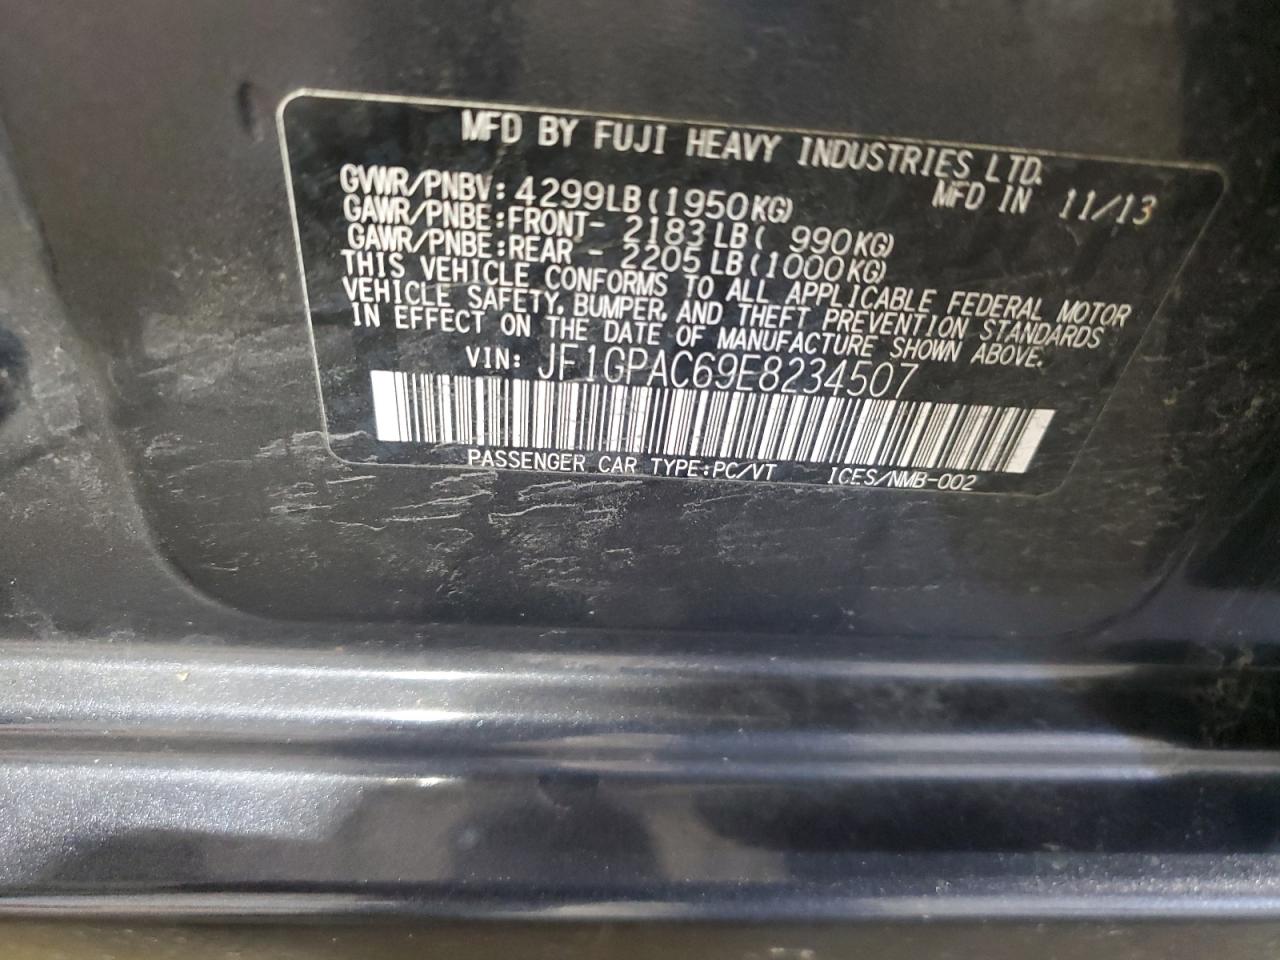 MFD BY FUJI HEAVY INDUSTRIES LTD.
MFD IN 11/13
GVWR/PNBV: 4299LB (1950KG)
GAWR/PNBE:FRONT- 2183 LB ( 990KG)
GAWR/PNBE:REAR - 2205 LB (1000KG)
THIS VEHICLE CONFORMS TO ALL APPLICABLE FEDERAL MOTOR
VEHICLE SAFETY, BUMPER, AND THEFT PREVENTION STANDARDS
IN EFFECT ON THE DATE OF MANUFACTURE SHOWN ABOVE.
VIN: JF1GPAC69E8234507
PASSENGER CAR TYPE:PC/VT ICES/NMB-002